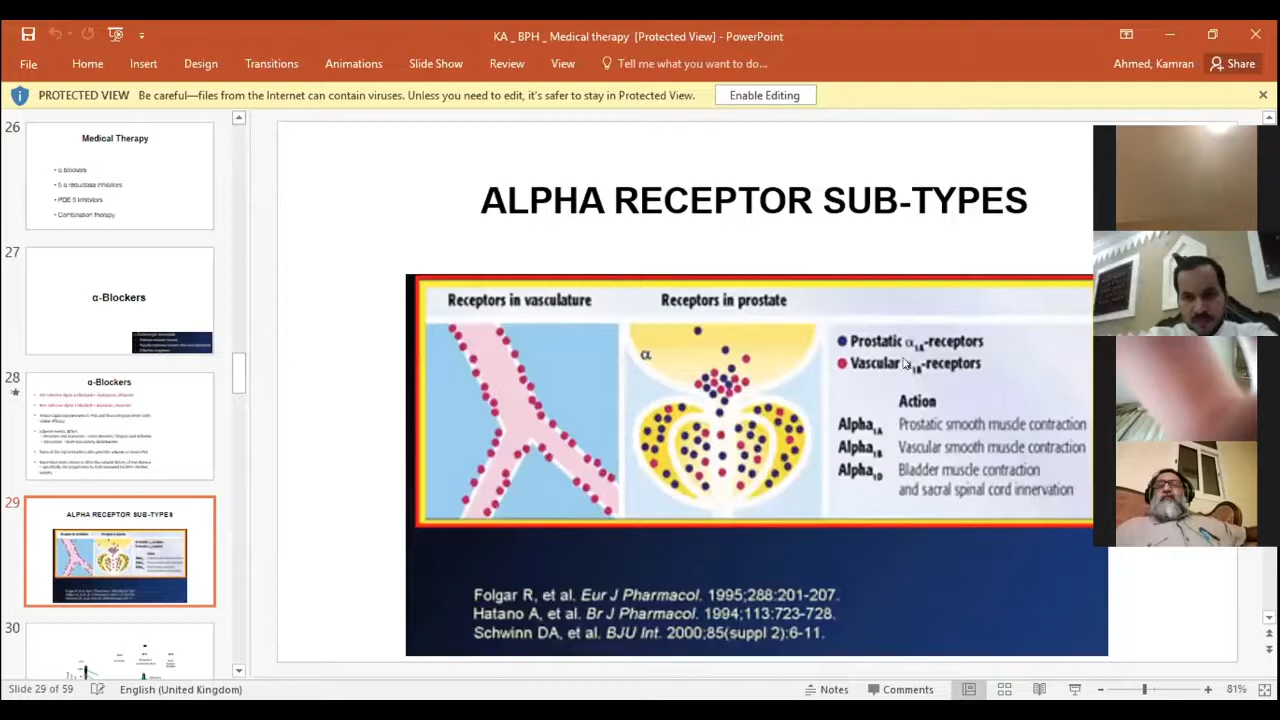 KA _ BPH _ Medical therapy [Protected View] - PowerPoint
File Home Insert Design Transitions Animations Slide Show Review View Tell me what you want to do... Ahmed, Kamran Share
PROTECTED VIEW Be careful—files from the Internet can contain viruses. Unless you need to edit, it's safer to stay in Protected View. Enable Editing
26
Medical Therapy
• α Blockers
• 5 α reductase inhibitors
• PDE 5 Inhibitors
• Combination therapy
27
α-Blockers
28
α-Blockers
29
ALPHA RECEPTOR SUB-TYPES
30
ALPHA RECEPTOR SUB-TYPES
Receptors in vasculature Receptors in prostate
α
Prostatic α1A-receptors
Vascular 1B-receptors
Action
Alpha1A Prostatic smooth muscle contraction
Alpha1B Vascular smooth muscle contraction
Alpha1D Bladder muscle contraction
and sacral spinal cord innervation
Folgar R, et al. Eur J Pharmacol. 1995;288:201-207.
Hatano A, et al. Br J Pharmacol. 1994;113:723-728.
Schwinn DA, et al. BJU Int. 2000;85(suppl 2):6-11.
Slide 29 of 59 English (United Kingdom) Notes Comments 81%